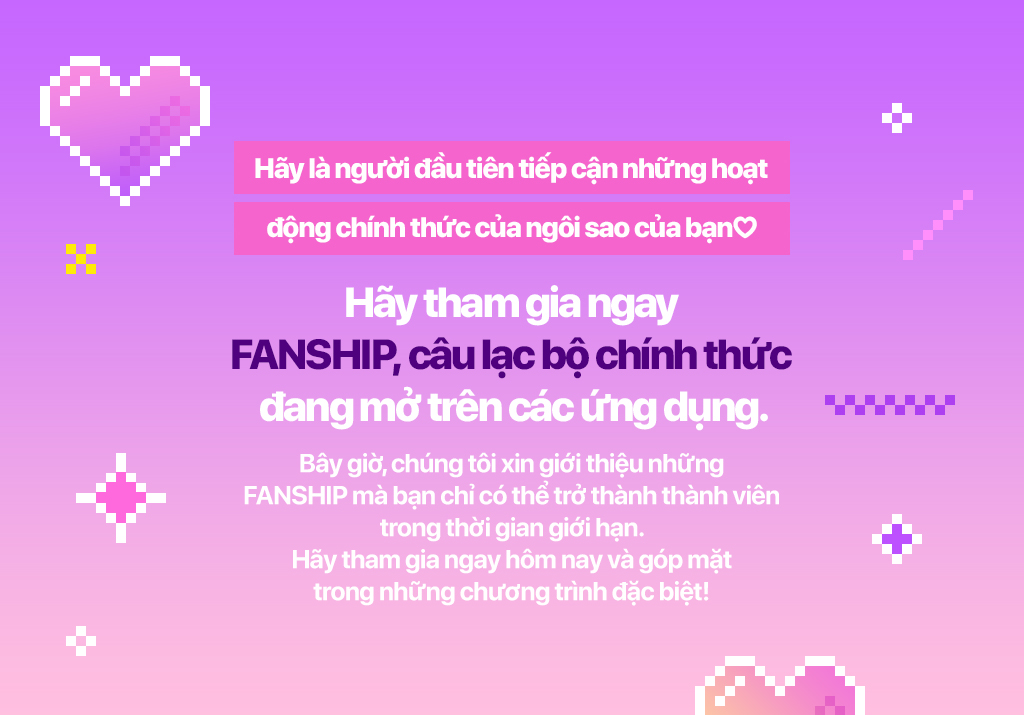 Hãy là người đầu tiên tiếp cận những hoạt
động chính thức của ngôi sao của bạn♡
Hãy tham gia ngay
FANSHIP, câu lạc bộ chính thức
đang mở trên các ứng dụng.
Bây giờ, chúng tôi xin giới thiệu những
FANSHIP mà bạn chỉ có thể trở thành thành viên
trong thời gian giới hạn.
Hãy tham gia ngay hôm nay và góp mặt
trong những chương trình đặc biệt!